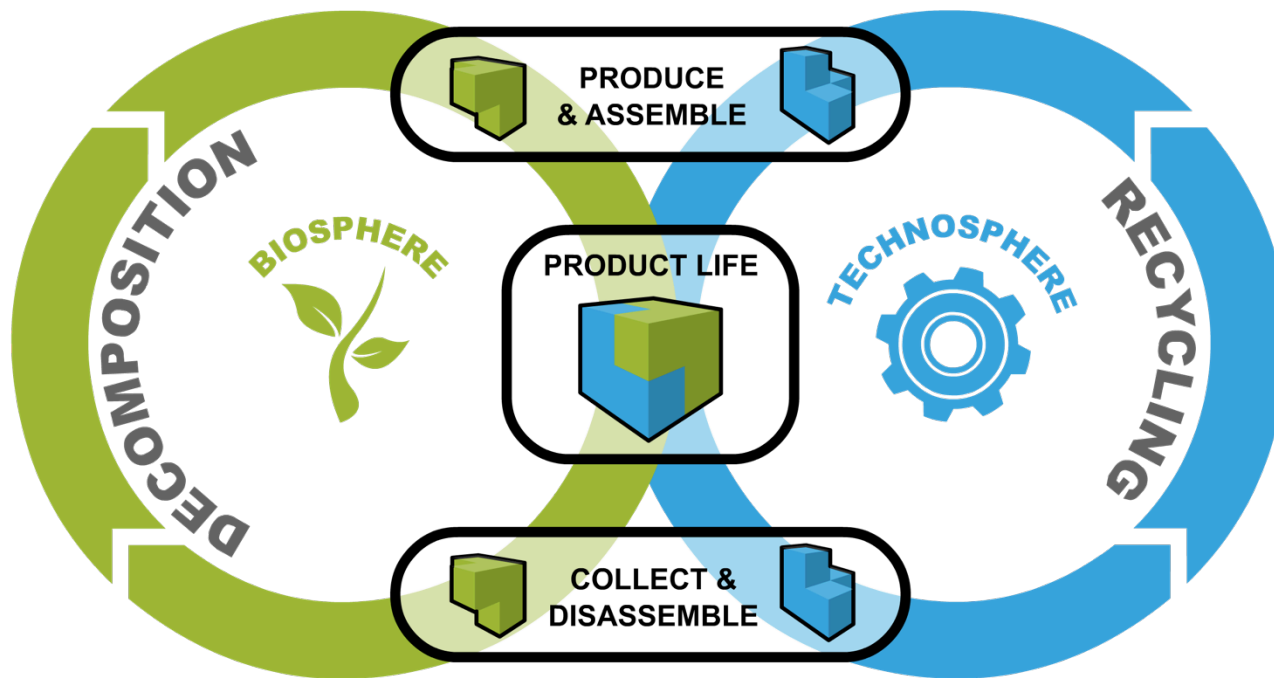 PRODUCE
& ASSEMBLE
DECOMPOSITION
BIOSPHERE
PRODUCT LIFE
TECHNOSPHERE
RECYCLING
COLLECT &
DISASSEMBLE